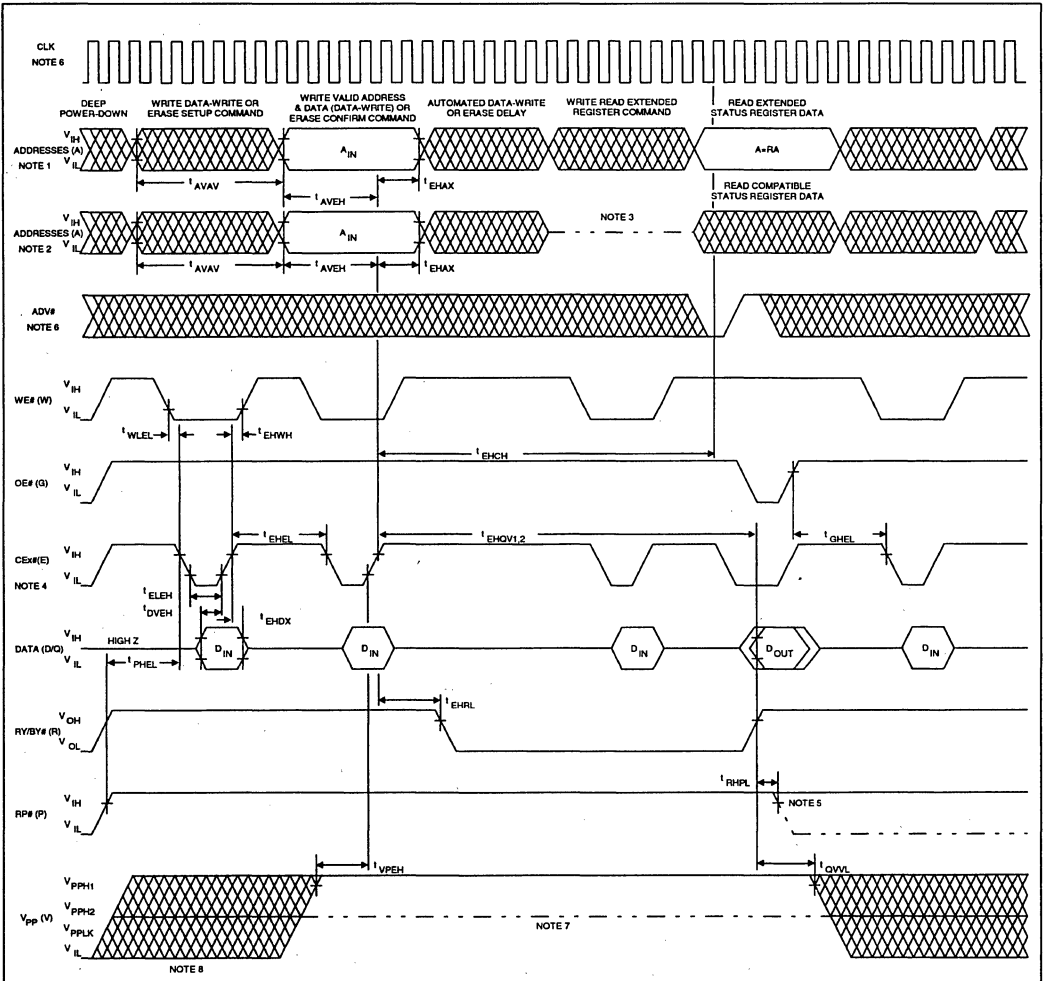 CLK
NOTE 6
DEEP
POWER-DOWN
WRITE DATA-WRITE OR
ERASE SETUP COMMAND
WRITE VALID ADDRESS
& DATA (DATA-WRITE) OR
ERASE CONFIRM COMMAND
AUTOMATED DATA-WRITE
OR ERASE DELAY
WRITE READ EXTENDED
REGISTER COMMAND
READ EXTENDED
STATUS REGISTER DATA
V IH
ADDRESSES (A)
NOTE 1
V IL
A IN
A=RA
t AVAV
t AVEH
t EHAX
READ COMPATIBLE
STATUS REGISTER DATA
V IH
ADDRESSES (A)
NOTE 2
V IL
A IN
NOTE 3
t AVAV
t AVEH
t EHAX
ADV#
NOTE 6
V IH
WE# (W)
V IL
t WLEL
t EHWH
t EHCH
V IH
OE# (G)
V IL
t EHEL
t EHQV1,2
t GHEL
V IH
CEx#(E)
V IL
NOTE 4
t ELEH
t DVEH
t EHDX
V IH
HIGH Z
DATA (D/Q)
V IL
D IN
D IN
D IN
D OUT
D IN
t PHEL
t EHRL
V OH
RY/BY# (R)
V OL
t RHPL
V IH
RP# (P)
V IL
NOTE 5
t VPEH
t QVVL
V PPH1
V PPH2
V PP (V)
V PPLK
V IL
NOTE 7
NOTE 8